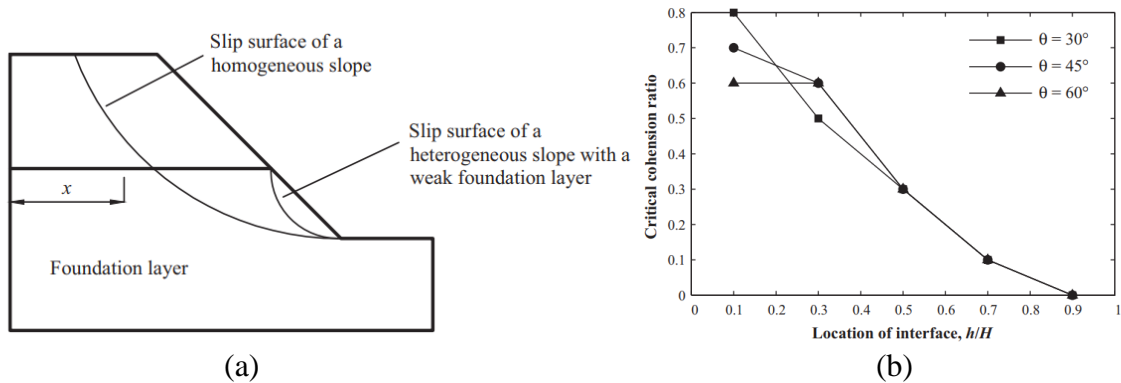 Slip surface of a
homogeneous slope
Slip surface of a
heterogeneous slope with a
weak foundation layer
x
Foundation layer
(a)
Critical cohesion ratio
0.8
0.7
0.6
0.5
0.4
0.3
0.2
0.1
0
θ = 30°
θ = 45°
θ = 60°
0 0.1 0.2 0.3 0.4 0.5 0.6 0.7 0.8 0.9 1
Location of interface, h/H
(b)